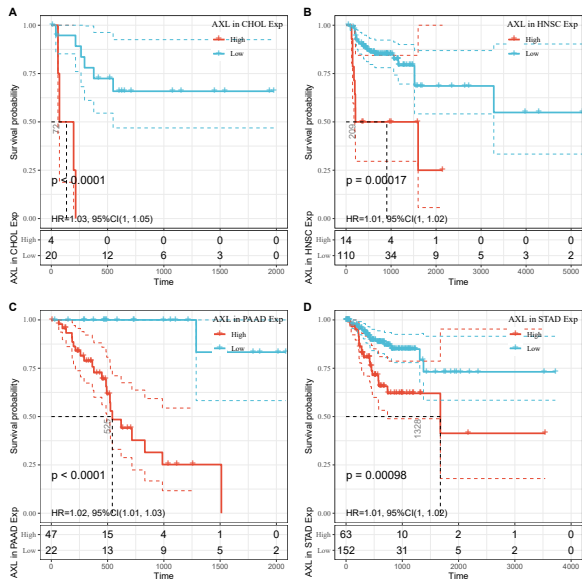 A
AXL in CHOL Exp
High
Low
Survival probability
1.00
0.75
0.50
0.25
0.00
72
p < 0.0001
HR=1.03, 95%CI(1, 1.05)
AXL in CHOL Exp
High 4 0 0 0 0
Low 20 12 6 3 0
0 500 1000 1500 2000
Time
B
AXL in HNSC Exp
High
Low
Survival probability
1.00
0.75
0.50
0.25
0.00
209
p = 0.00017
HR=1.01, 95%CI(1, 1.02)
AXL in HNSC Exp
High 14 4 1 0 0 0
Low 110 34 9 5 3 2
0 1000 2000 3000 4000 5000
Time
C
AXL in PAAD Exp
High
Low
Survival probability
1.00
0.75
0.50
0.25
0.00
525
p < 0.0001
HR=1.02, 95%CI(1.01, 1.03)
AXL in PAAD Exp
High 47 15 4 1 0
Low 22 13 9 5 2
0 500 1000 1500 2000
Time
D
AXL in STAD Exp
High
Low
Survival probability
1.00
0.75
0.50
0.25
0.00
1328
p = 0.00098
HR=1.01, 95%CI(1, 1.02)
AXL in STAD Exp
High 63 10 2 1 0
Low 152 31 5 2 0
0 1000 2000 3000 4000
Time